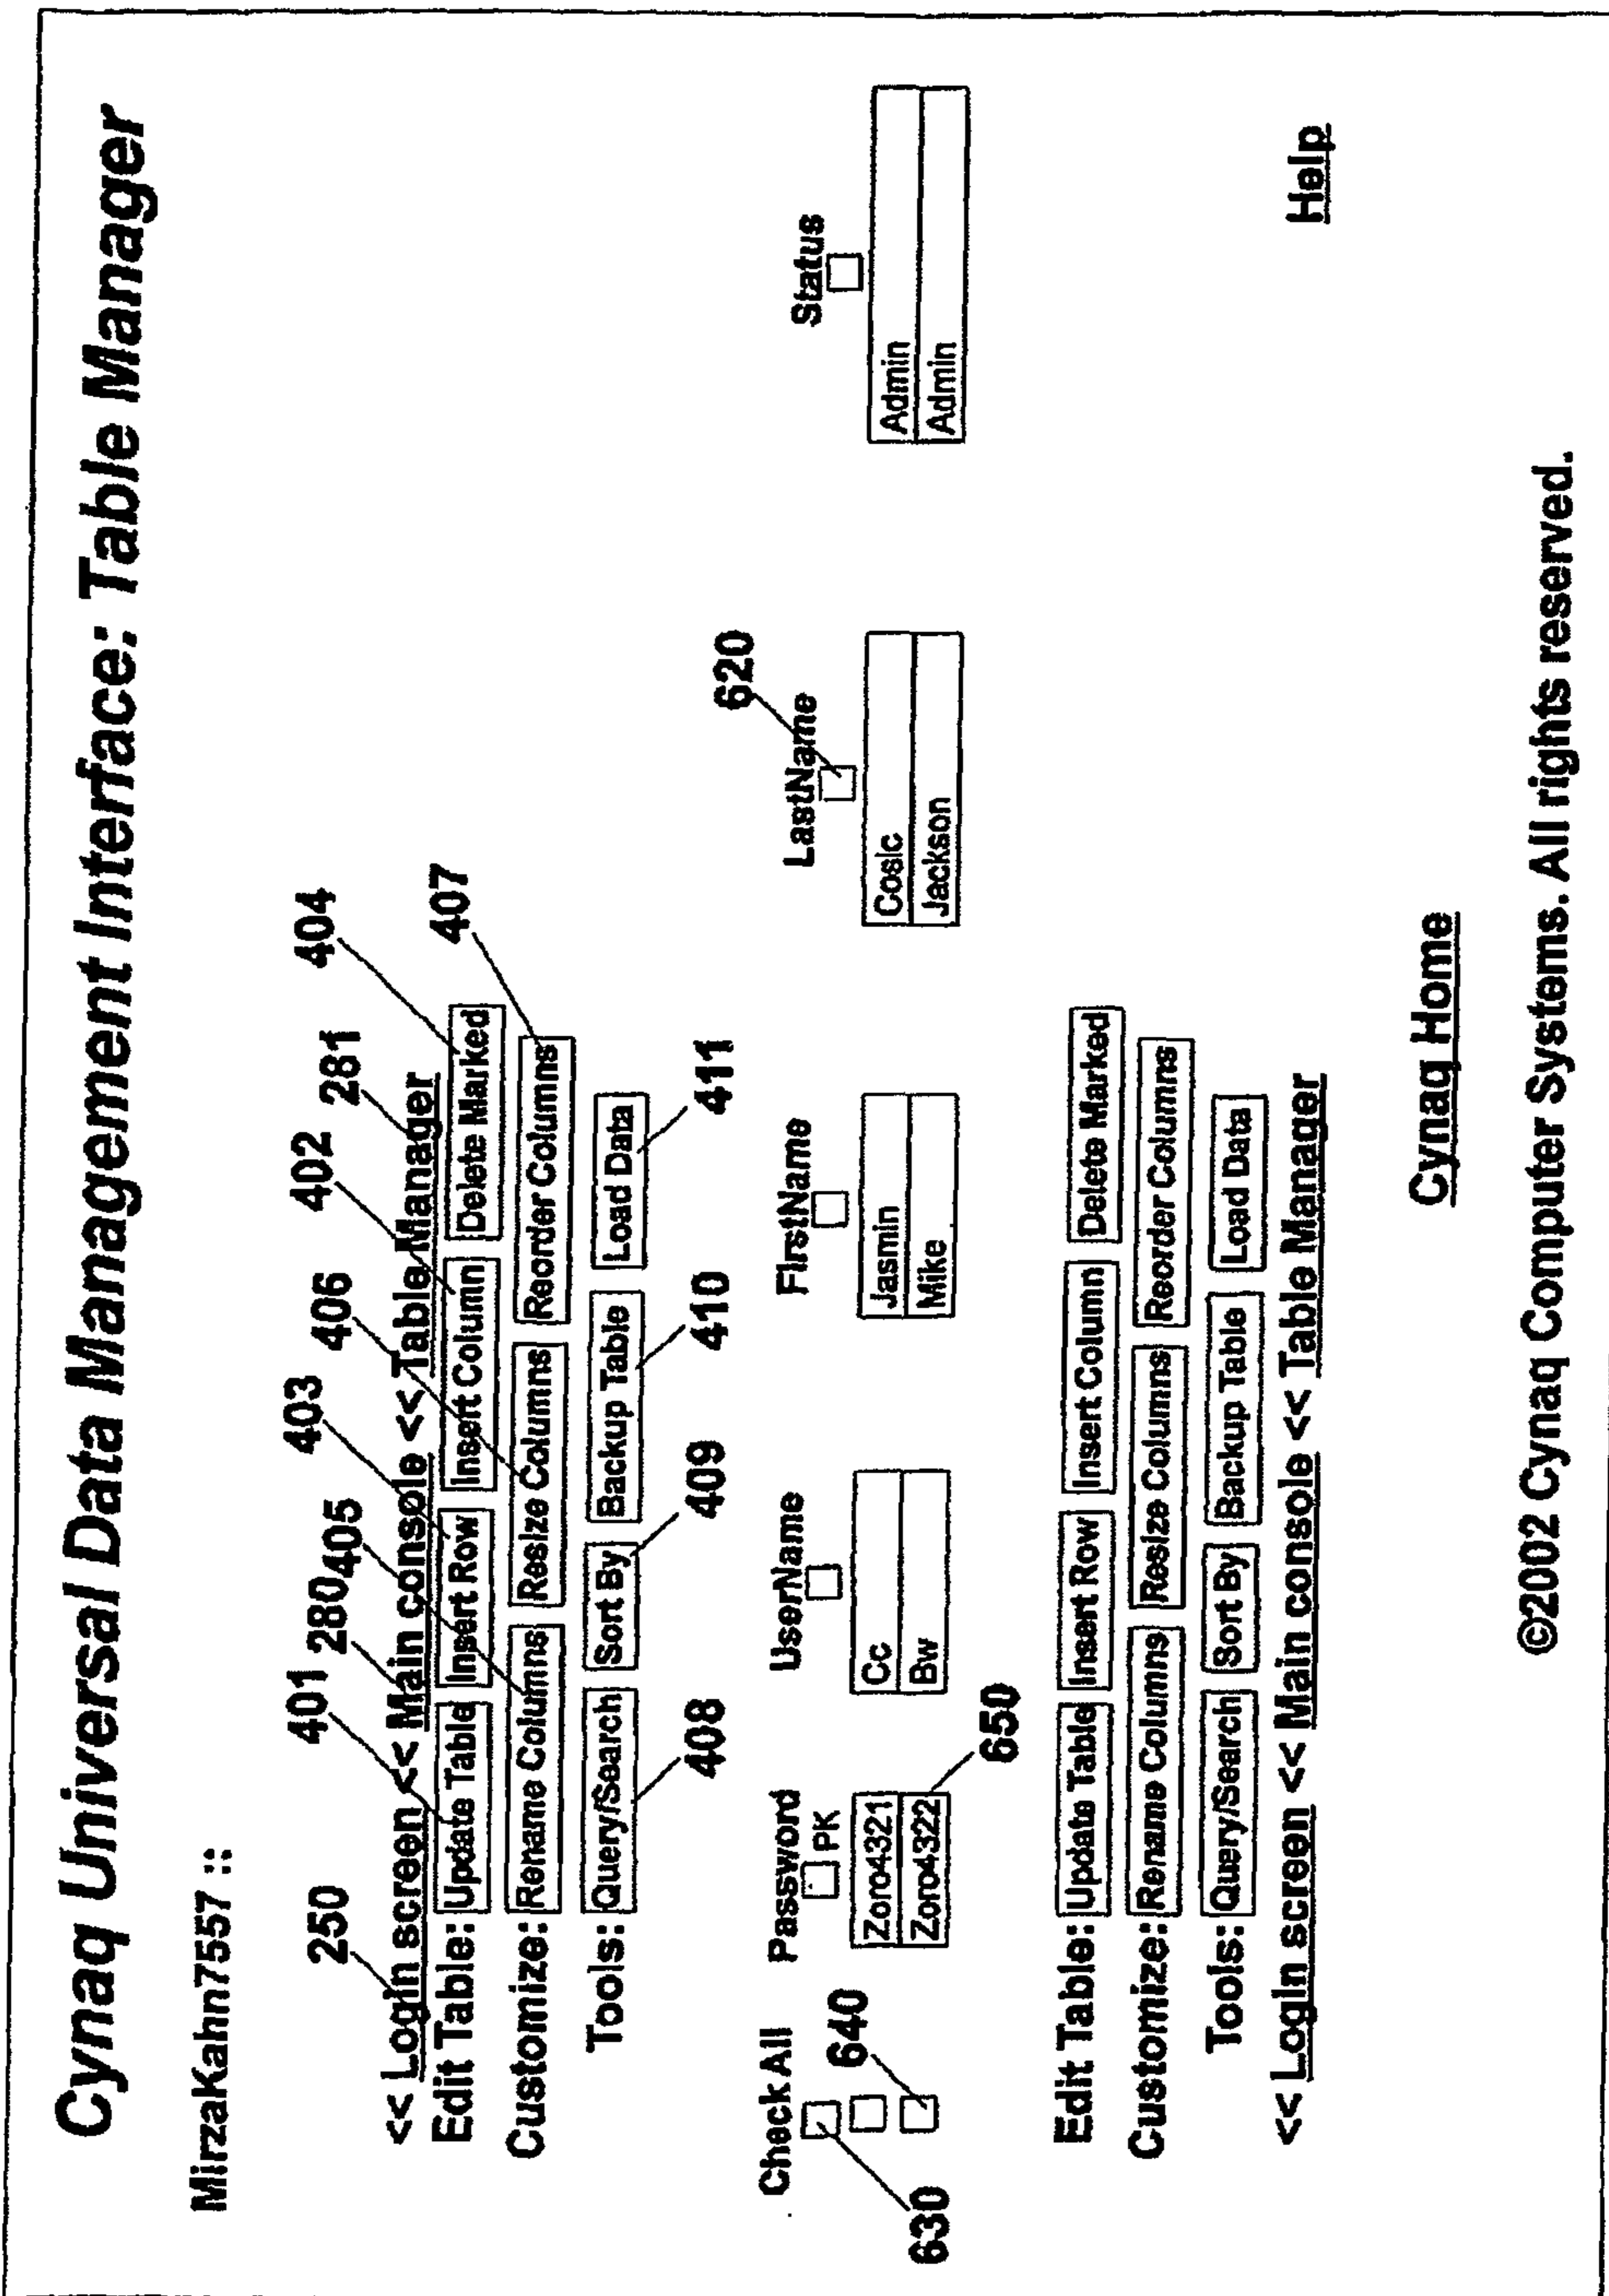 Cynaq Universal Data Management Interface: Table Manager
MirzaKahn7557 ::
250 401 280 405 403 406 402 281 404
<< Login screen << Main console << Table Manager
Edit Table: Update Table Insert Row Insert Column Delete Marked
407
Customize: Rename Columns Resize Columns Reorder Columns
Tools: Query/Search Sort By Backup Table Load Data
408 409 410 411
620
Check All Password UserName FirstName LastName Status
PK
Zoro4321 Cc Jasmin Cosic Admin
Zoro4322 Bw Mike Jackson Admin
630 640 650
Edit Table: Update Table Insert Row Insert Column Delete Marked
Customize: Rename Columns Resize Columns Reorder Columns
Tools: Query/Search Sort By Backup Table Load Data
<< Login screen << Main console << Table Manager
Help
Cynaq Home
©2002 Cynaq Computer Systems. All rights reserved.